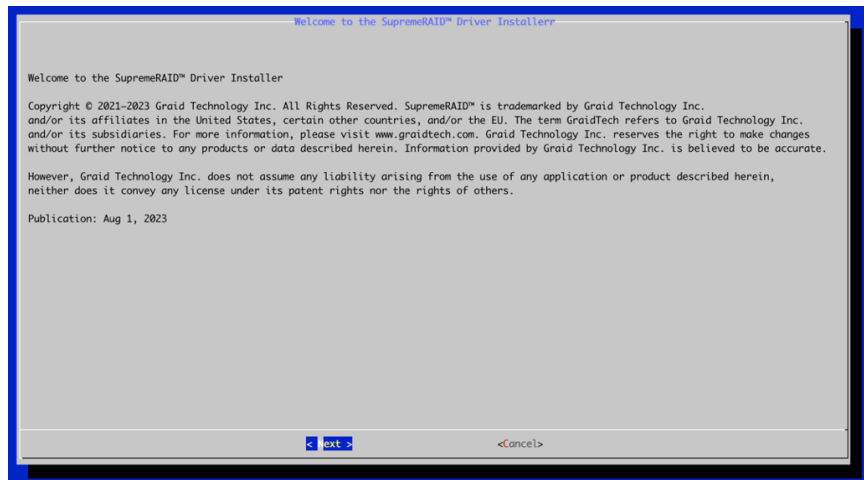 Welcome to the SupremeRAID™ Driver Installerr
Welcome to the SupremeRAID™ Driver Installer
Copyright © 2021–2023 Graid Technology Inc. All Rights Reserved. SupremeRAID™ is trademarked by Graid Technology Inc.
and/or its affiliates in the United States, certain other countries, and/or the EU. The term GraidTech refers to Graid Technology Inc.
and/or its subsidiaries. For more information, please visit www.graidtech.com. Graid Technology Inc. reserves the right to make changes
without further notice to any products or data described herein. Information provided by Graid Technology Inc. is believed to be accurate.
However, Graid Technology Inc. does not assume any liability arising from the use of any application or product described herein,
neither does it convey any license under its patent rights nor the rights of others.
Publication: Aug 1, 2023
< Next > <Cancel>